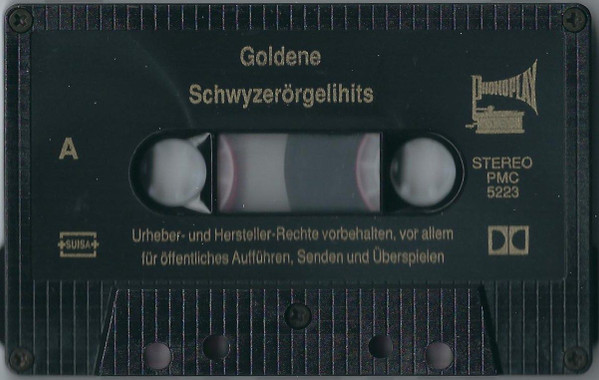 Goldene
Schwyzerörgelihits
PHONOPLAY
A
STEREO
PMC
5223
SUISA
Urheber- und Hersteller-Rechte vorbehalten, vor allem
für öffentliches Aufführen, Senden und Überspielen